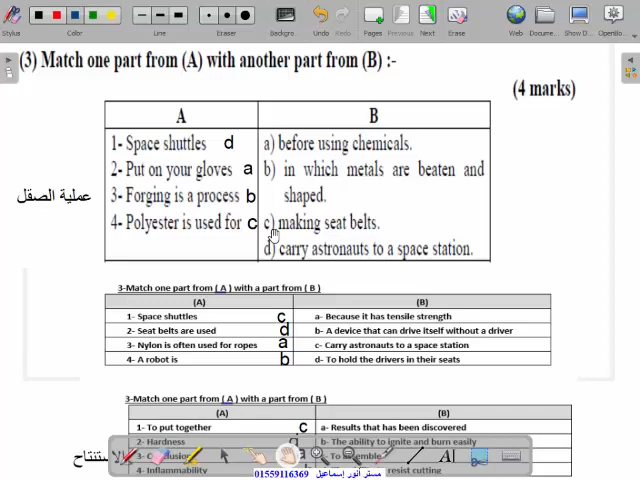 Stylus Color Line Eraser Backgro... Undo Redo Pages Previous Next Erase Web Docume... Show D... OpenBo...
(3) Match one part from (A) with another part from (B) :-
(4 marks)
A B
1- Space shuttles d a) before using chemicals.
2- Put on your gloves a b) in which metals are beaten and
عملية الصقل 3- Forging is a process b shaped.
4- Polyester is used for c c) making seat belts.
d) carry astronauts to a space station.
3-Match one part from ( A ) with a part from ( B )
(A) (B)
1- Space shuttles c a- Because it has tensile strength
2- Seat belts are used d b- A device that can drive itself without a driver
3- Nylon is often used for ropes a c- Carry astronauts to a space station
4- A robot is b d- To hold the drivers in their seats
3-Match one part from ( A ) with a part from ( B )
(A) (B)
1- To put together c a- Results that has been discovered
2- Hardness b- The ability to ignite and burn easily
3- Conclusion a To assemble
4- Inflammability resist cutting
مستر أنور إسماعيل 01559116369